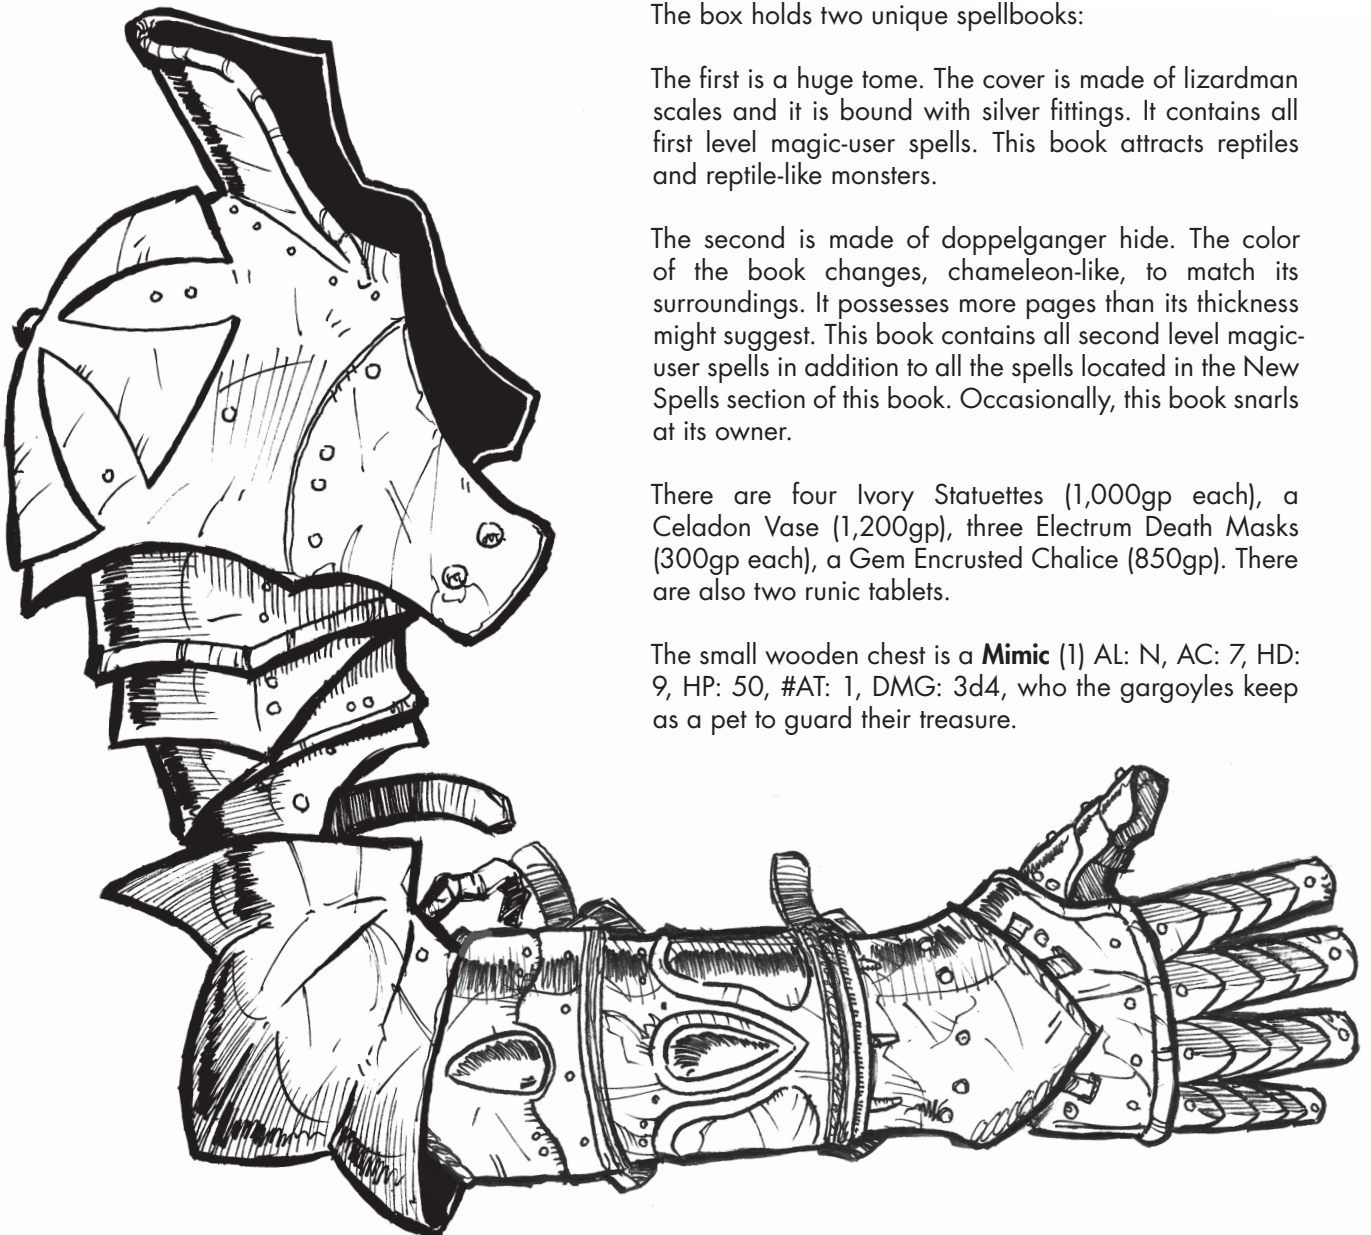 The box holds two unique spellbooks:
The first is a huge tome. The cover is made of lizardman
scales and it is bound with silver fittings. It contains all
first level magic-user spells. This book attracts reptiles
and reptile-like monsters.
The second is made of doppelganger hide. The color
of the book changes, chameleon-like, to match its
surroundings. It possesses more pages than its thickness
might suggest. This book contains all second level magic-
user spells in addition to all the spells located in the New
Spells section of this book. Occasionally, this book snarls
at its owner.
There are four Ivory Statuettes (1,000gp each), a
Celadon Vase (1,200gp), three Electrum Death Masks
(300gp each), a Gem Encrusted Chalice (850gp). There
are also two runic tablets.
The small wooden chest is a Mimic (1) AL: N, AC: 7, HD:
9, HP: 50, #AT: 1, DMG: 3d4, who the gargoyles keep
as a pet to guard their treasure.